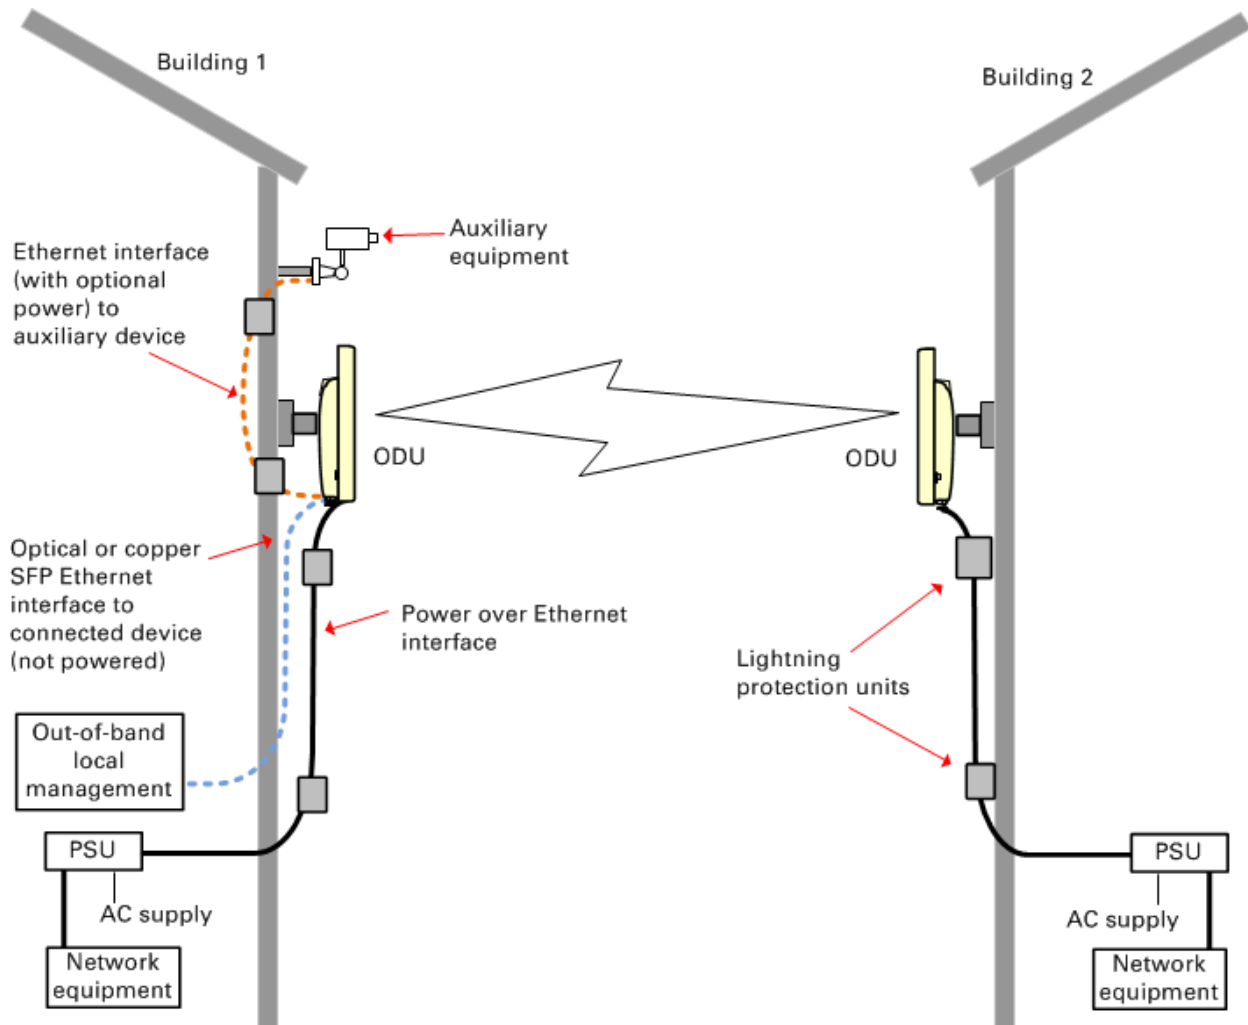 Building 1
Building 2
Auxiliary
equipment
Ethernet interface
(with optional
power) to
auxiliary device
ODU
ODU
Optical or copper
SFP Ethernet
interface to
connected device
(not powered)
Power over Ethernet
interface
Lightning
protection units
Out-of-band
local
management
PSU
AC supply
Network
equipment
PSU
AC supply
Network
equipment